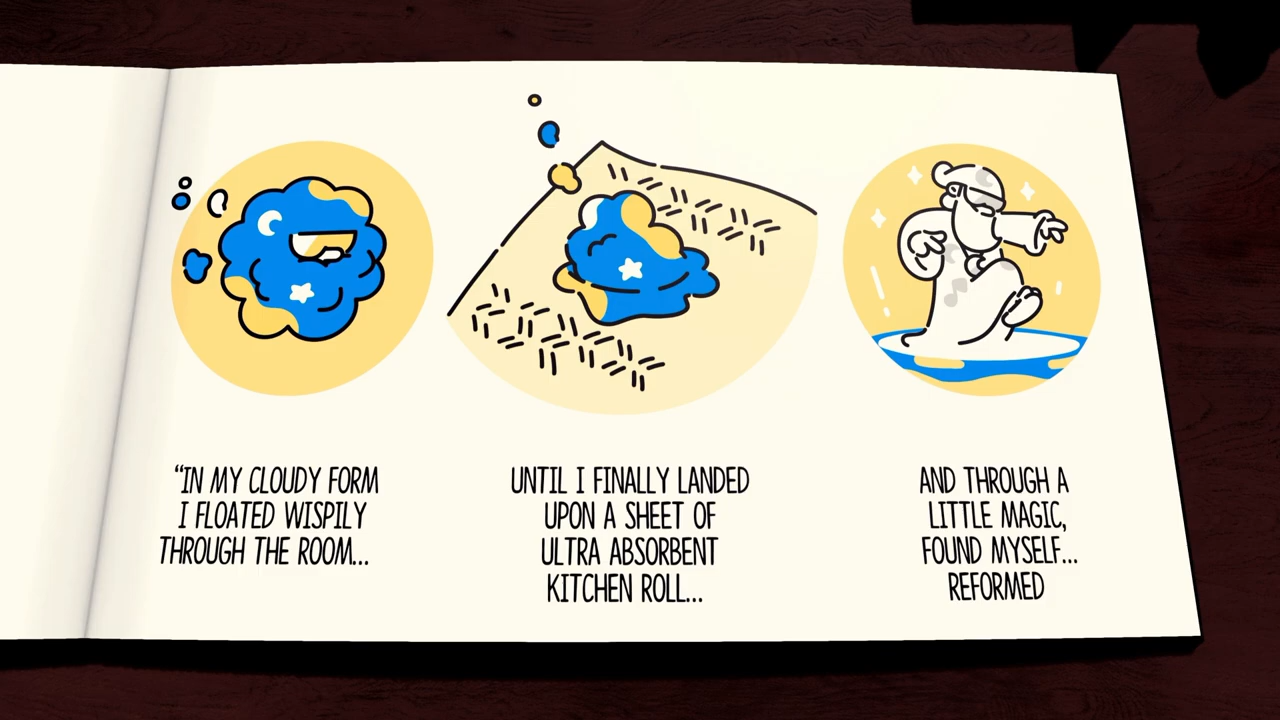 “IN MY CLOUDY FORM
I FLOATED WISPILY
THROUGH THE ROOM...
UNTIL I FINALLY LANDED
UPON A SHEET OF
ULTRA ABSORBENT
KITCHEN ROLL...
AND THROUGH A
LITTLE MAGIC,
FOUND MYSELF...
REFORMED